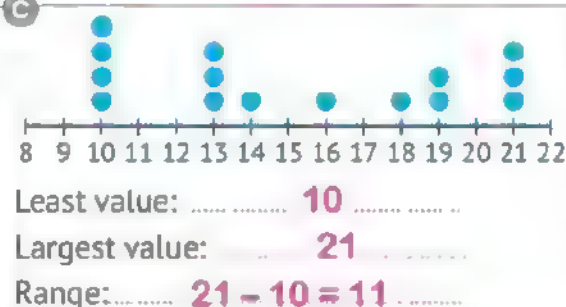 C
8 9 10 11 12 13 14 15 16 17 18 19 20 21 22
Least value: ..... ....... 10 ..... ...... ..
Largest value: .. 21 . . .....
Range:....... ..... 21 – 10 = 11 . .......